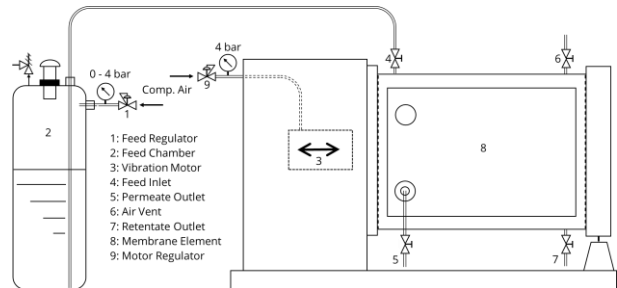 4 bar
0 - 4 bar
4
6
Comp. Air
9
1
2
1: Feed Regulator
2: Feed Chamber
3: Vibration Motor
4: Feed Inlet
5: Permeate Outlet
6: Air Vent
7: Retentate Outlet
8: Membrane Element
9: Motor Regulator
3
8
5
7